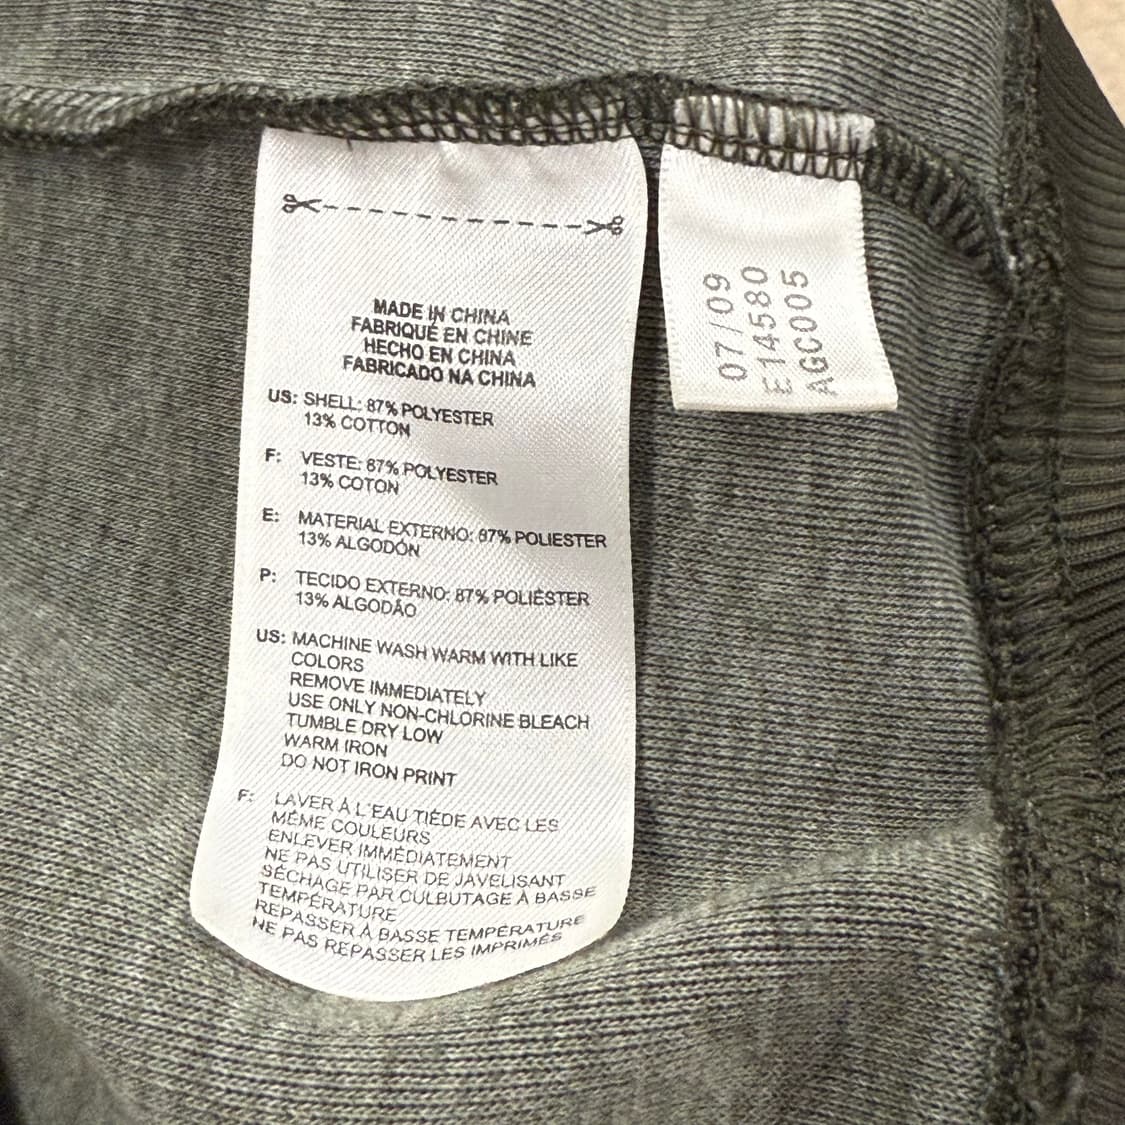 MADE IN CHINA
FABRIQUÉ EN CHINE
HECHO EN CHINA
FABRICADO NA CHINA
US: SHELL: 87% POLYESTER
13% COTTON
F: VESTE: 87% POLYESTER
13% COTON
E: MATERIAL EXTERNO: 87% POLIESTER
13% ALGODÓN
P: TECIDO EXTERNO: 87% POLIÉSTER
13% ALGODÃO
US: MACHINE WASH WARM WITH LIKE
COLORS
REMOVE IMMEDIATELY
USE ONLY NON-CHLORINE BLEACH
TUMBLE DRY LOW
WARM IRON
DO NOT IRON PRINT
F: LAVER À L'EAU TIÈDE AVEC LES
MÊME COULEURS
ENLEVER IMMÉDIATEMENT
NE PAS UTILISER DE JAVELISANT
SÉCHAGE PAR CULBUTAGE À BASSE
TEMPÉRATURE
REPASSER À BASSE TEMPÉRATURE
NE PAS REPASSER LES IMPRIMÉS
07/09
E14580
AGC005